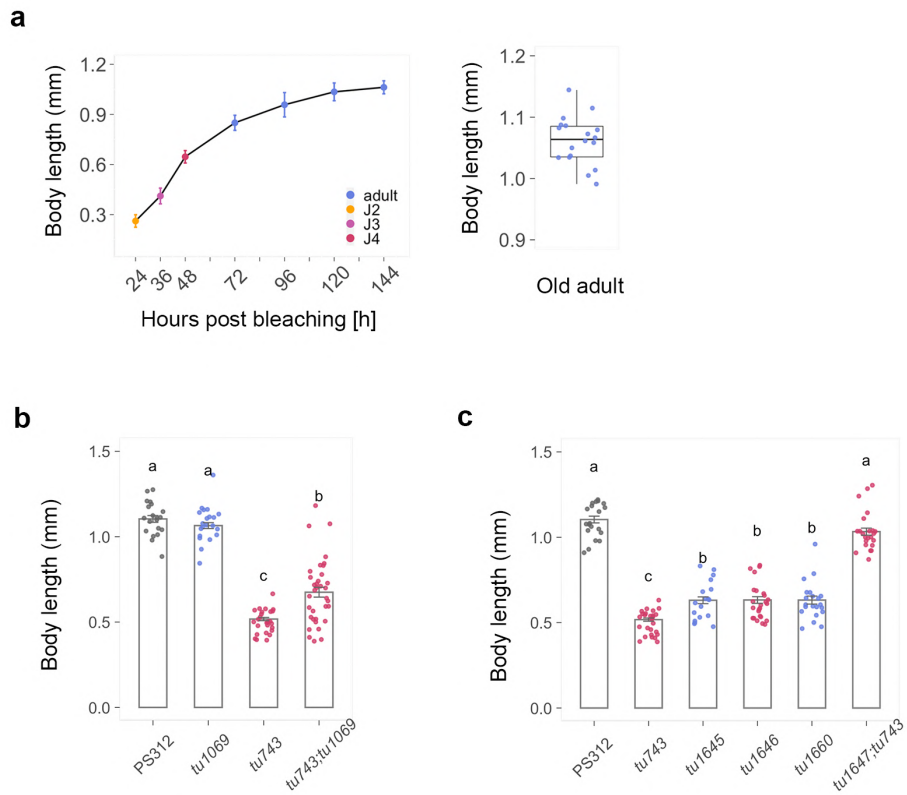 a
Body length (mm)
1.2
0.9
0.6
0.3
adult
J2
J3
J4
24 36 48 72 96 120 144
Hours post bleaching [h]
Body length (mm)
1.2
1.1
1.0
0.9
Old adult
b
Body length (mm)
1.5
1.0
0.5
0.0
a a c b
PS312 tu1069 tu743 tu743;tu1069
c
Body length (mm)
1.5
1.0
0.5
0.0
a c b b b a
PS312 tu743 tu1645 tu1646 tu1660 tu1647;tu743